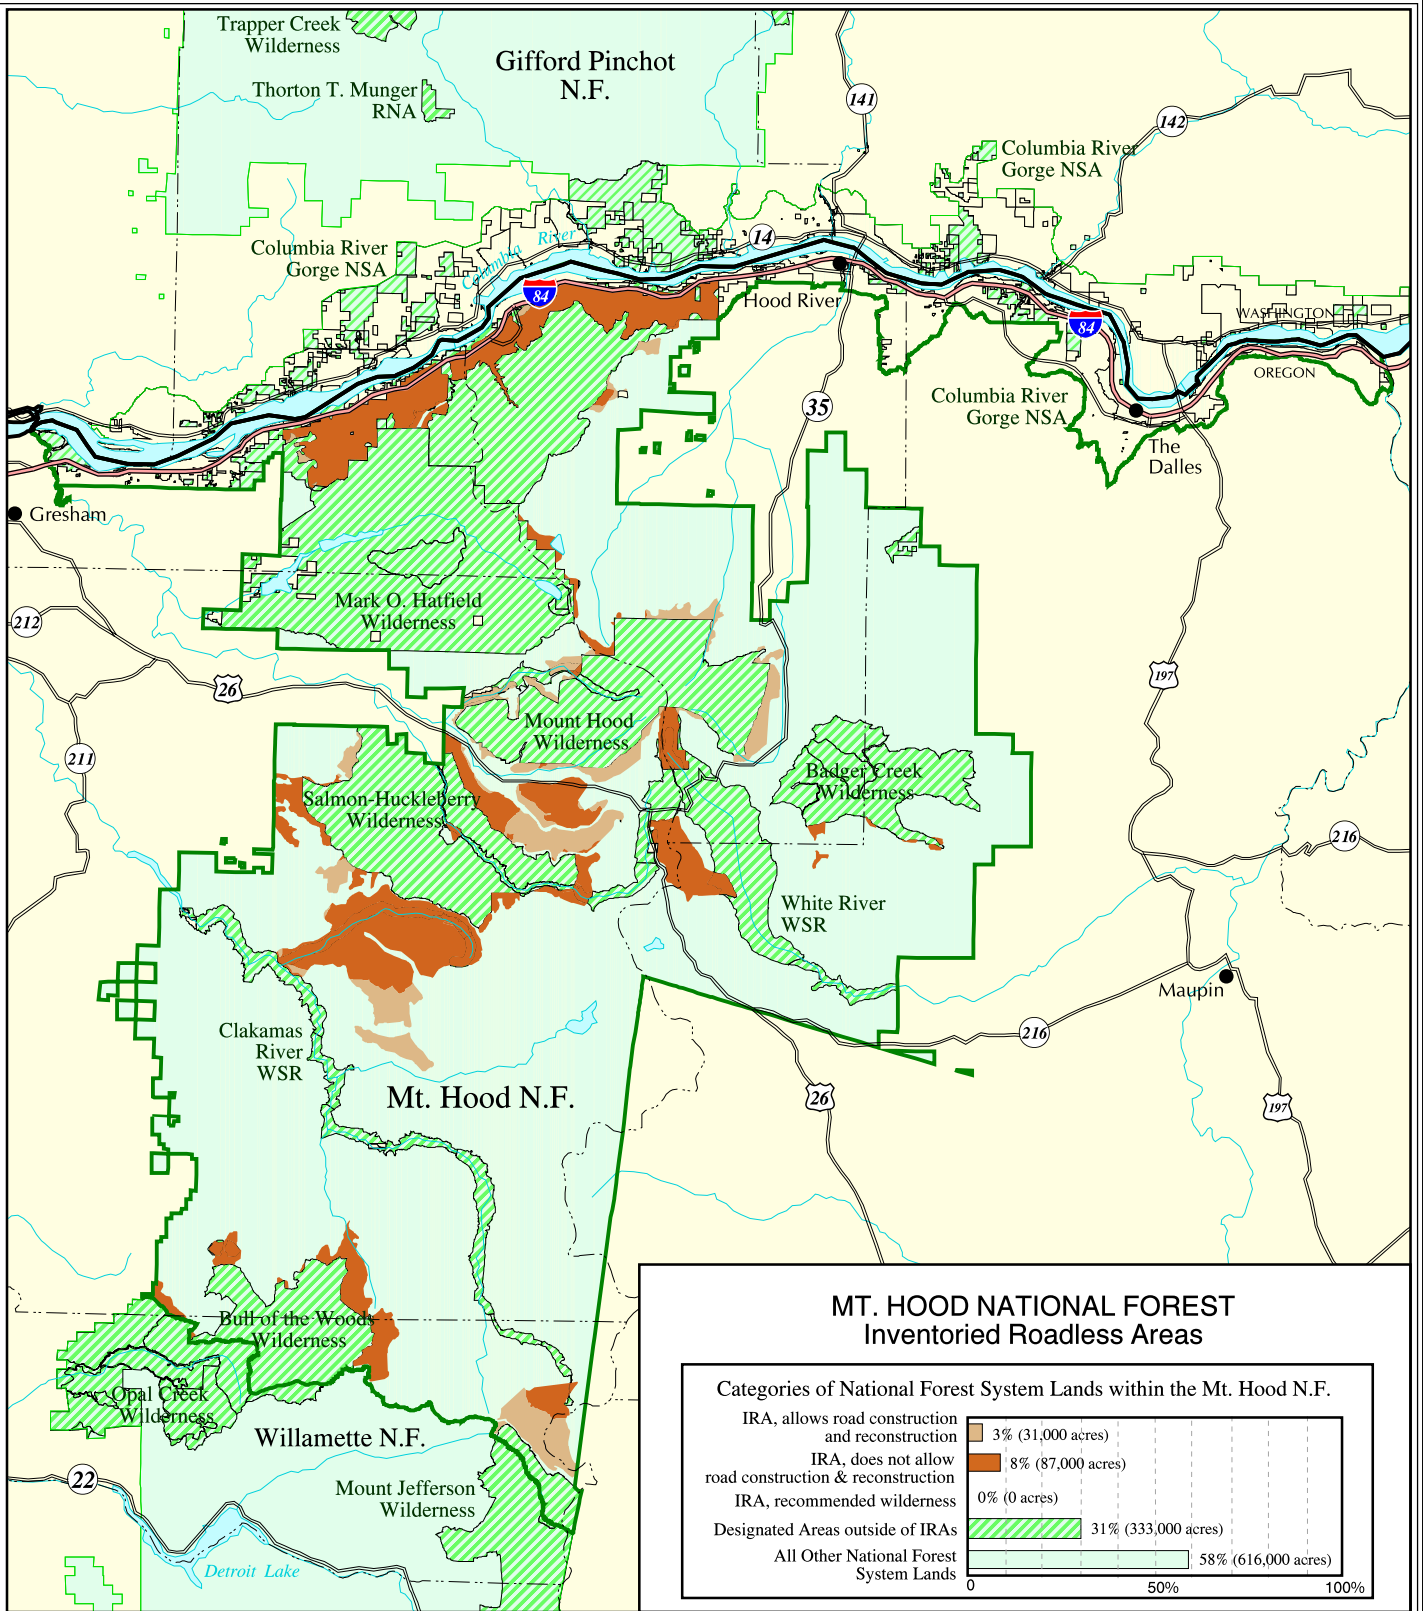 Trapper Creek
Wilderness
Gifford Pinchot
N.F.
Thorton T. Munger
RNA
141
142
Columbia River
Gorge NSA
Columbia River
Gorge NSA
Columbia River
14
84
Hood River
84
WASHINGTON
OREGON
35
Columbia River
Gorge NSA
The
Dalles
Gresham
Mark O. Hatfield
Wilderness
212
26
197
Mount Hood
Wilderness
211
Badger Creek
Wilderness
Salmon-Huckleberry
Wilderness
216
White River
WSR
Maupin
Clakamas
River
WSR
216
Mt. Hood N.F.
26
197
Bull of the Woods
Wilderness
Opal Creek
Wilderness
Willamette N.F.
22
Mount Jefferson
Wilderness
Detroit Lake
MT. HOOD NATIONAL FOREST
Inventoried Roadless Areas
Categories of National Forest System Lands within the Mt. Hood N.F.
IRA, allows road construction
and reconstruction
3% (31,000 acres)
IRA, does not allow
road construction & reconstruction
8% (87,000 acres)
IRA, recommended wilderness
0% (0 acres)
Designated Areas outside of IRAs
31% (333,000 acres)
All Other National Forest
System Lands
58% (616,000 acres)
0 50% 100%